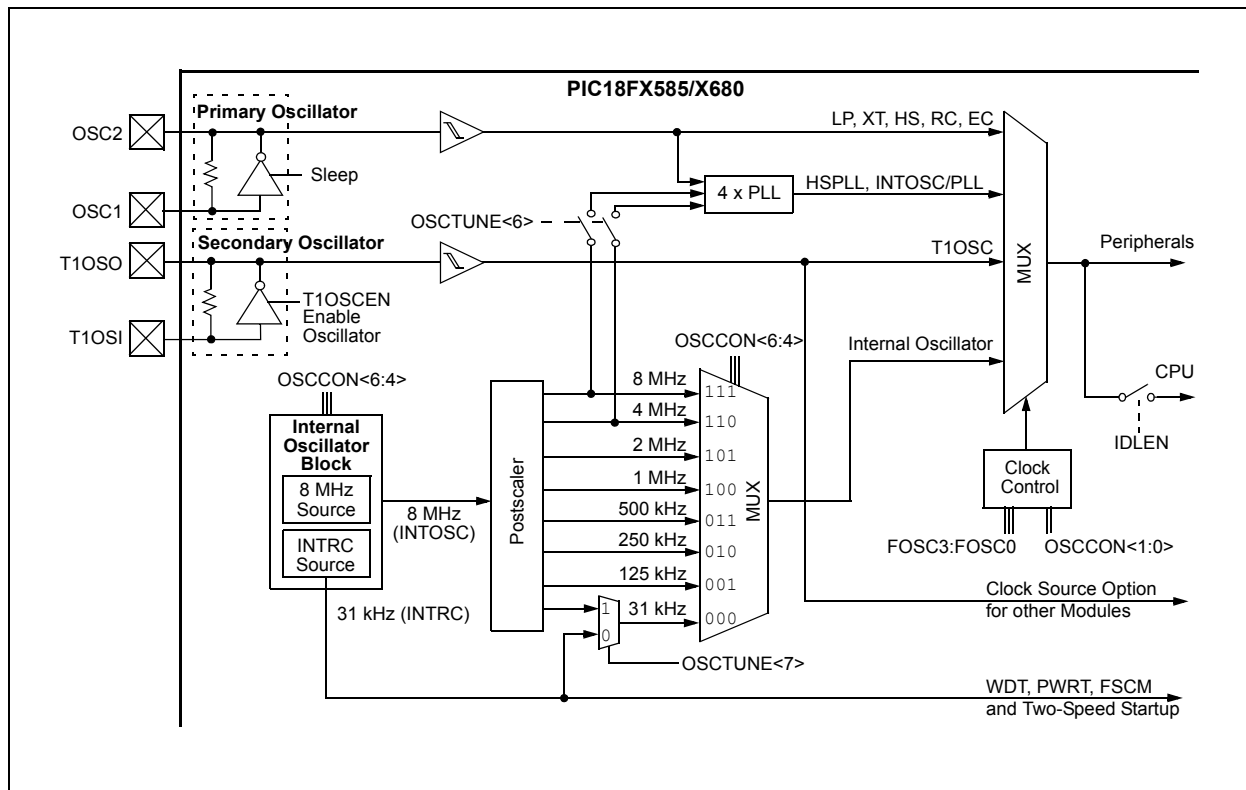 PIC18FX585/X680
Primary Oscillator
OSC2
LP, XT, HS, RC, EC
Sleep
4 x PLL
HSPLL, INTOSC/PLL
OSC1
OSCTUNE<6>
Secondary Oscillator
T1OSO
T1OSC
MUX
Peripherals
T1OSCEN
Enable
Oscillator
T1OSI
OSCCON<6:4>
Internal Oscillator
OSCCON<6:4>
CPU
IDLEN
Internal
Oscillator
Block
8 MHz
Source
INTRC
Source
8 MHz
(INTOSC)
31 kHz (INTRC)
Postscaler
8 MHz
111
4 MHz
110
2 MHz
101
1 MHz
100
500 kHz
011
250 kHz
010
125 kHz
001
1
0
31 kHz
000
MUX
OSCTUNE<7>
Clock
Control
FOSC3:FOSC0
OSCCON<1:0>
Clock Source Option
for other Modules
WDT, PWRT, FSCM
and Two-Speed Startup